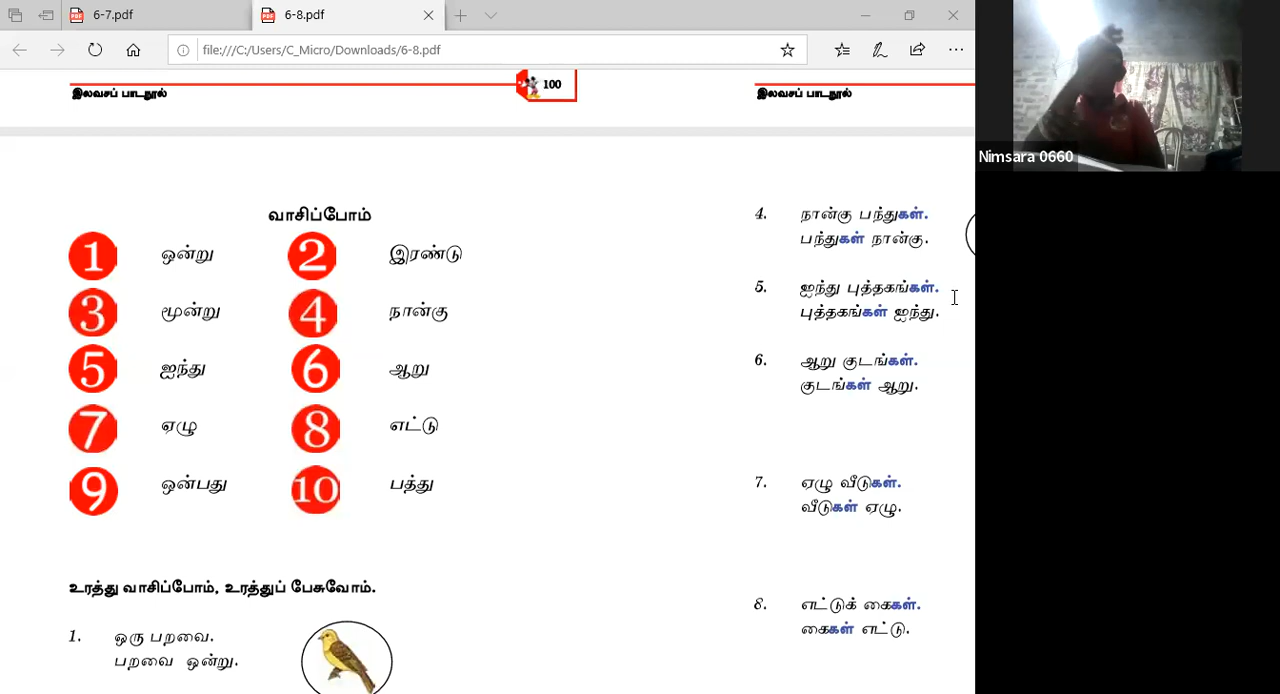 6-7.pdf
6-8.pdf
file:///C:/Users/C_Micro/Downloads/6-8.pdf
இலவசப் பாடநூல்
100
இலவசப் பாடநூல்
வாசிப்போம்
1 ஒன்று 2 இரண்டு
3 மூன்று 4 நான்கு
5 ஐந்து 6 ஆறு
7 ஏழு 8 எட்டு
9 ஒன்பது 10 பத்து
உரத்து வாசிப்போம், உரத்துப் பேசுவோம்.
1. ஒரு பறவை.
பறவை ஒன்று.
4. நான்கு பந்துகள்.
பந்துகள் நான்கு.
5. ஐந்து புத்தகங்கள்.
புத்தகங்கள் ஐந்து.
6. ஆறு குடங்கள்.
குடங்கள் ஆறு.
7. ஏழு வீடுகள்.
வீடுகள் ஏழு.
8. எட்டுக் கைகள்.
கைகள் எட்டு.
Nimsara 0660